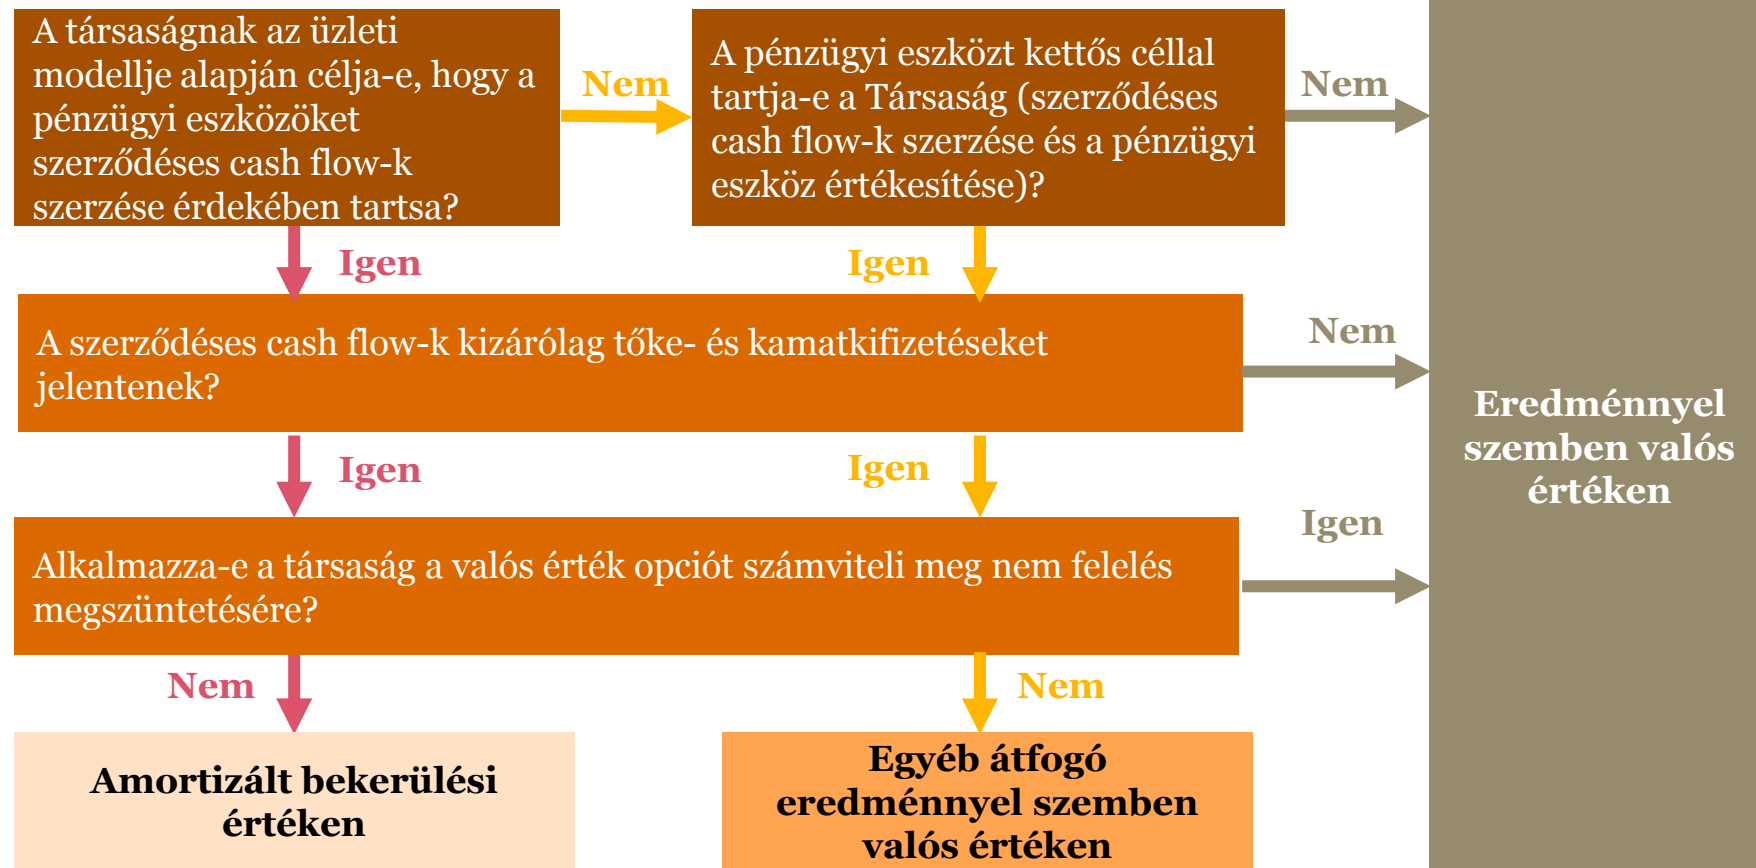 A társaságnak az üzleti
modellje alapján célja-e, hogy a
pénzügyi eszközöket
szerződéses cash flow-k
szerzése érdekében tartsa?
Nem
A pénzügyi eszközt kettős céllal
tartja-e a Társaság (szerződéses
cash flow-k szerzése és a pénzügyi
eszköz értékesítése)?
Nem
Igen
Igen
A szerződéses cash flow-k kizárólag tőke- és kamatkifizetéseket
jelentenek?
Nem
Igen
Igen
Alkalmazza-e a társaság a valós érték opciót számviteli meg nem felelés
megszüntetésére?
Igen
Nem
Nem
Amortizált bekerülési
értéken
Egyéb átfogó
eredménnyel szemben
valós értéken
Eredménnyel
szemben valós
értéken